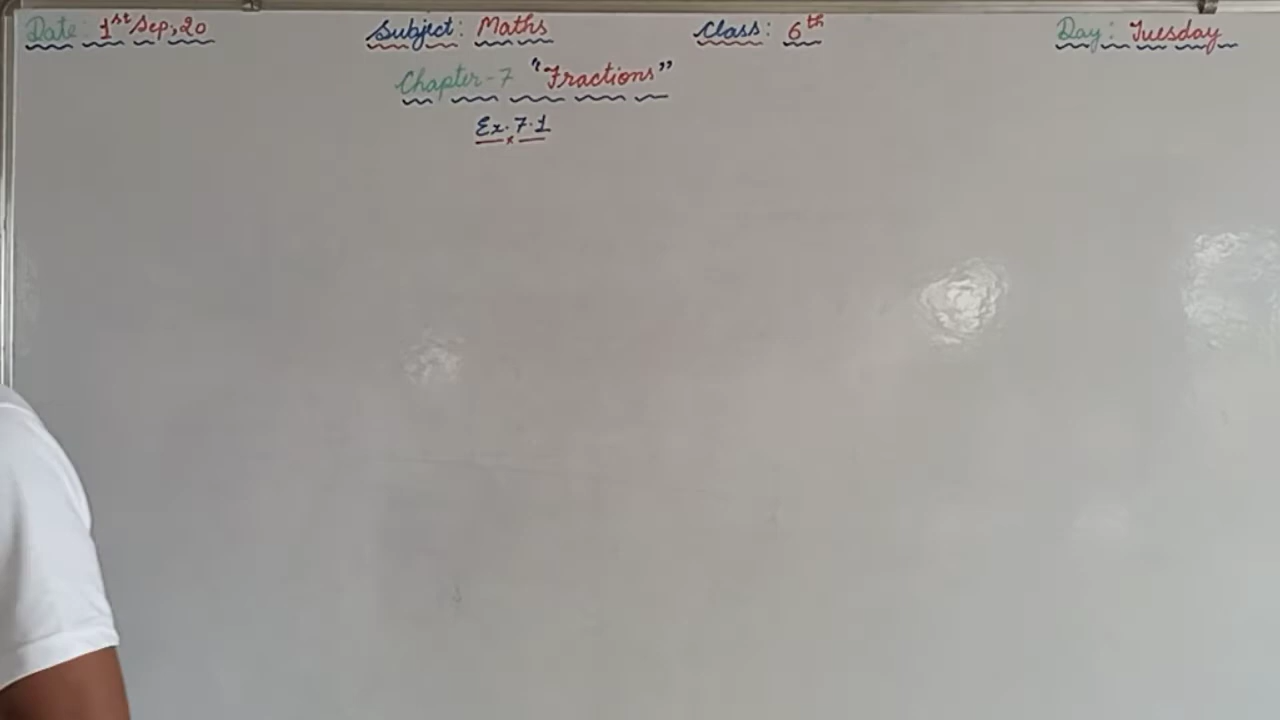 Date: 1st Sep, 20 Subject: Maths Class: 6th Day: Tuesday
Chapter-7 "Fractions"
Ex. 7.1